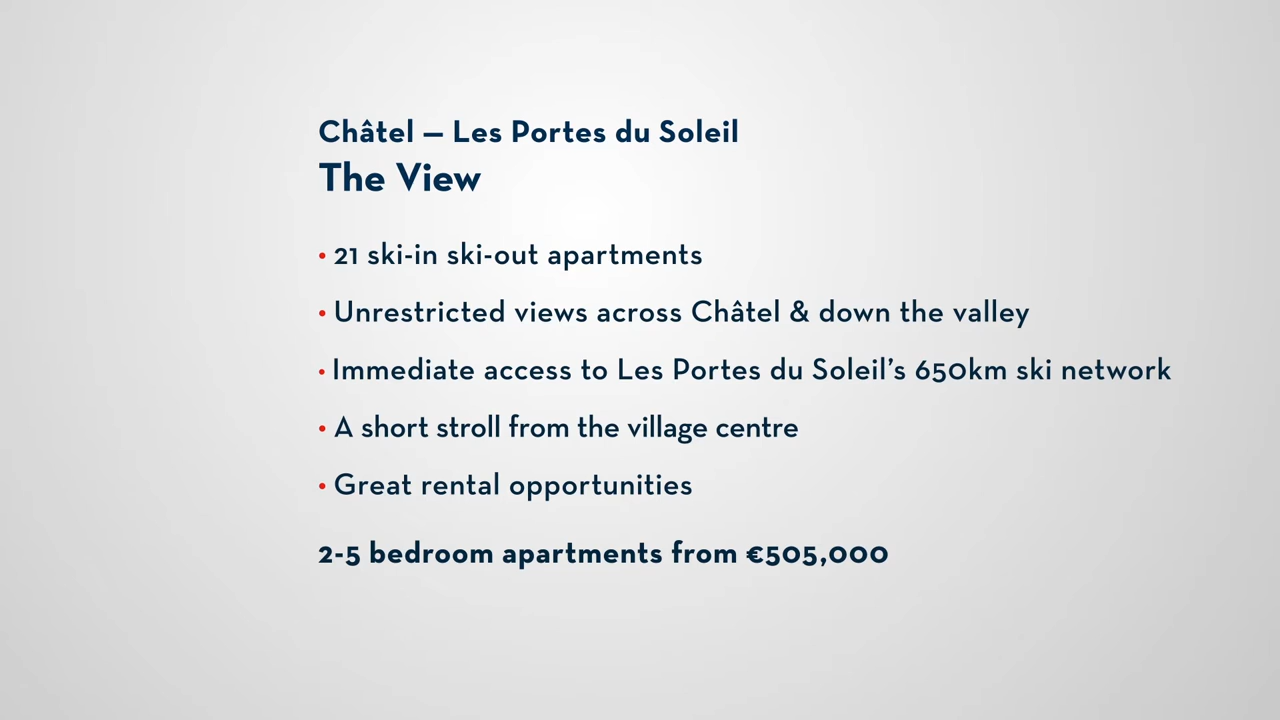 Châtel – Les Portes du Soleil
The View
• 21 ski-in ski-out apartments
• Unrestricted views across Châtel & down the valley
• Immediate access to Les Portes du Soleil’s 650km ski network
• A short stroll from the village centre
• Great rental opportunities
2-5 bedroom apartments from €505,000